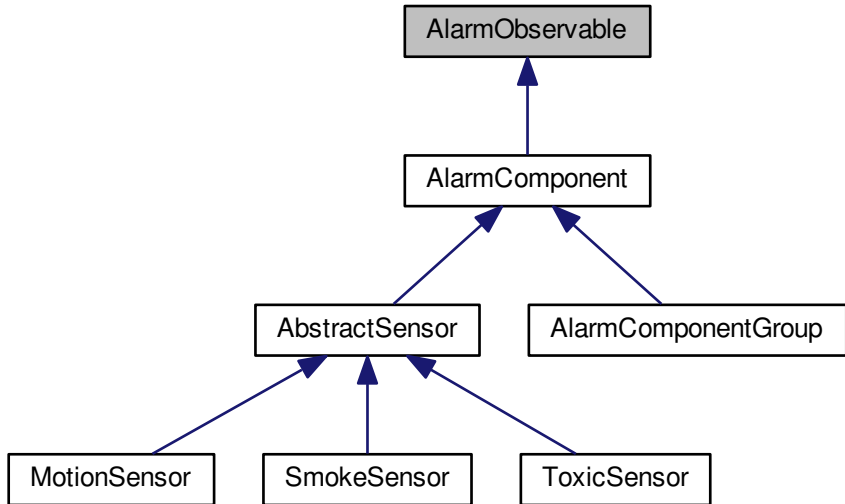 AlarmObservable
AlarmComponent
AbstractSensor
AlarmComponentGroup
MotionSensor
SmokeSensor
ToxicSensor